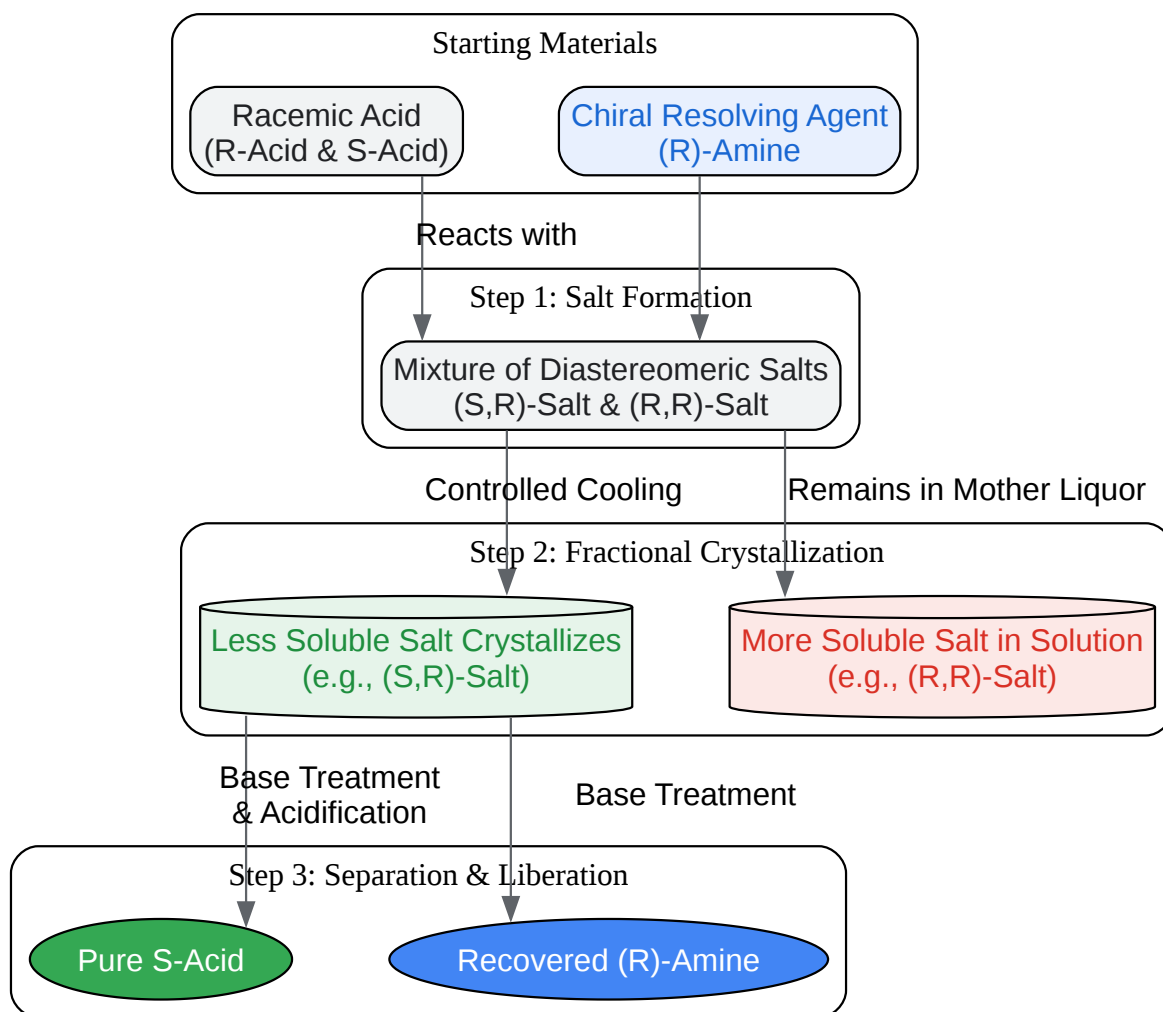 Starting Materials
Racemic Acid
(R-Acid & S-Acid)
Chiral Resolving Agent
(R)-Amine
Reacts with
Step 1: Salt Formation
Mixture of Diastereomeric Salts
(S,R)-Salt & (R,R)-Salt
Controlled Cooling
Remains in Mother Liquor
Step 2: Fractional Crystallization
Less Soluble Salt Crystallizes
(e.g., (S,R)-Salt)
More Soluble Salt in Solution
(e.g., (R,R)-Salt)
Base Treatment
& Acidification
Base Treatment
Step 3: Separation & Liberation
Pure S-Acid
Recovered (R)-Amine